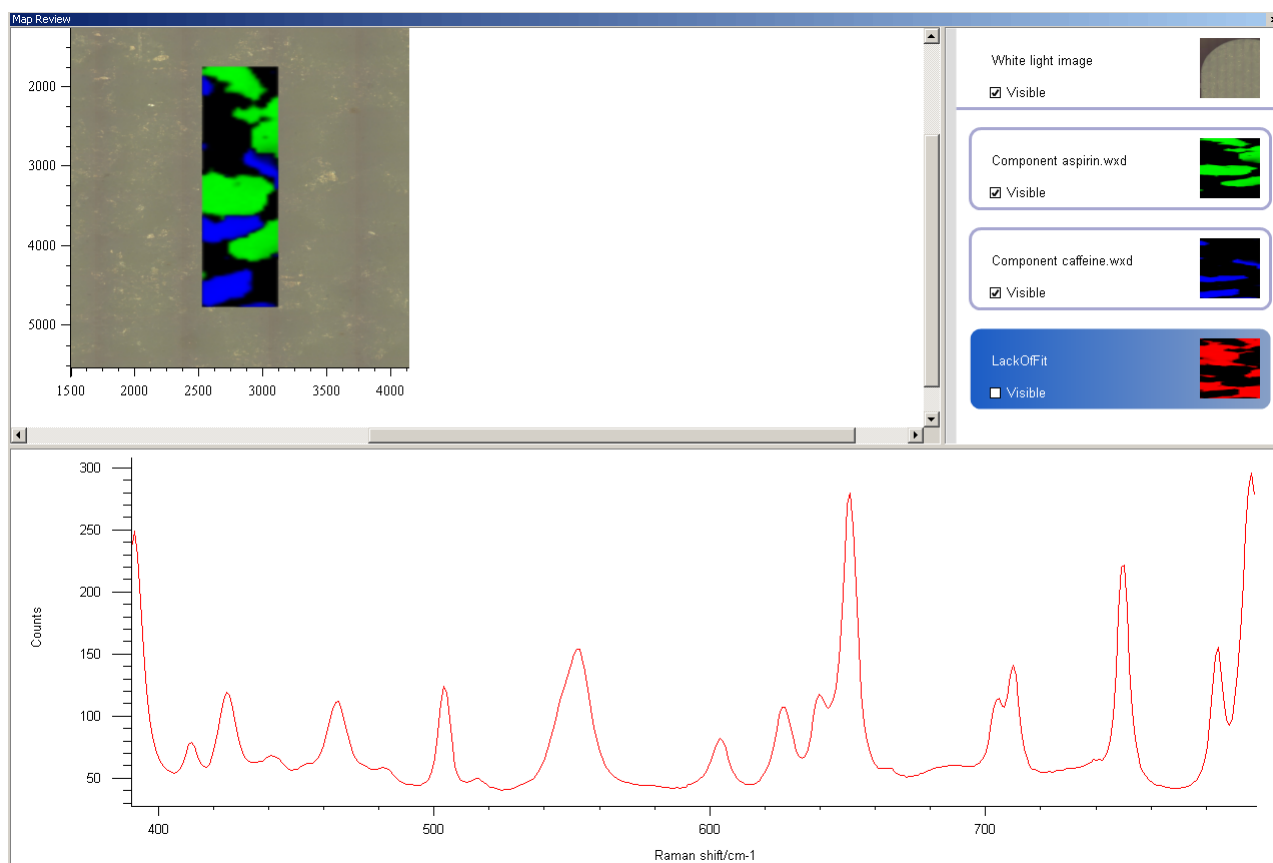 Map Review
White light image
Visible
Component aspirin.wxd
Visible
Component caffeine.wxd
Visible
LackOfFit
Visible
2000
3000
4000
5000
1500 2000 2500 3000 3500 4000
300
250
200
150
100
50
Counts
400 500 600 700
Raman shift/cm-1